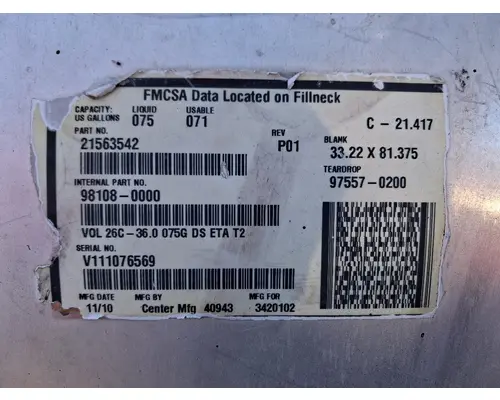 FMCSA Data Located on Fillneck
CAPACITY: LIQUID USABLE
US GALLONS 075 071
C - 21.417
PART NO. REV BLANK
21563542 P01 33.22 X 81.375
TEARDROP
INTERNAL PART NO. 97557-0200
98108-0000
VOL 26C-36.0 075G DS ETA T2
SERIAL NO.
V111076569
MFG DATE MFG BY MFG FOR
11/10 Center Mfg 40943 3420102